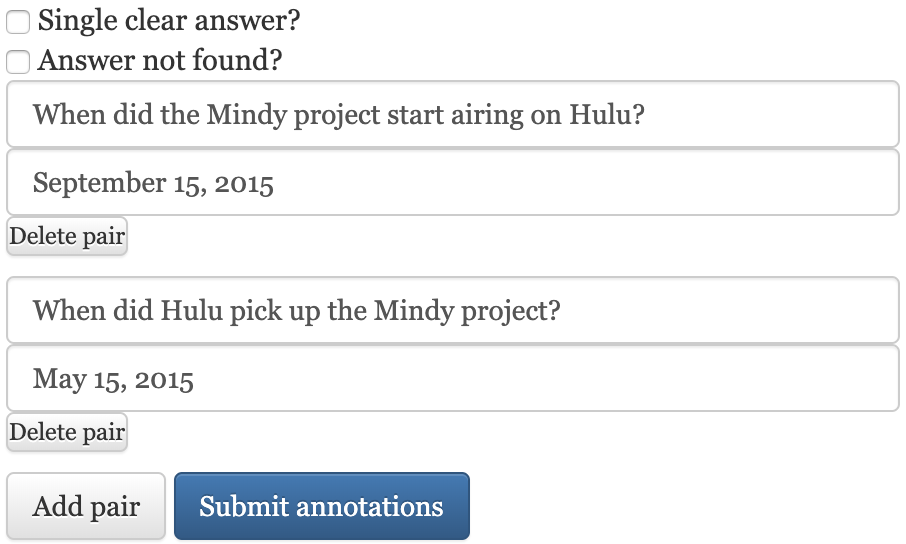 Single clear answer?
Answer not found?
When did the Mindy project start airing on Hulu?
September 15, 2015
Delete pair
When did Hulu pick up the Mindy project?
May 15, 2015
Delete pair
Add pair Submit annotations